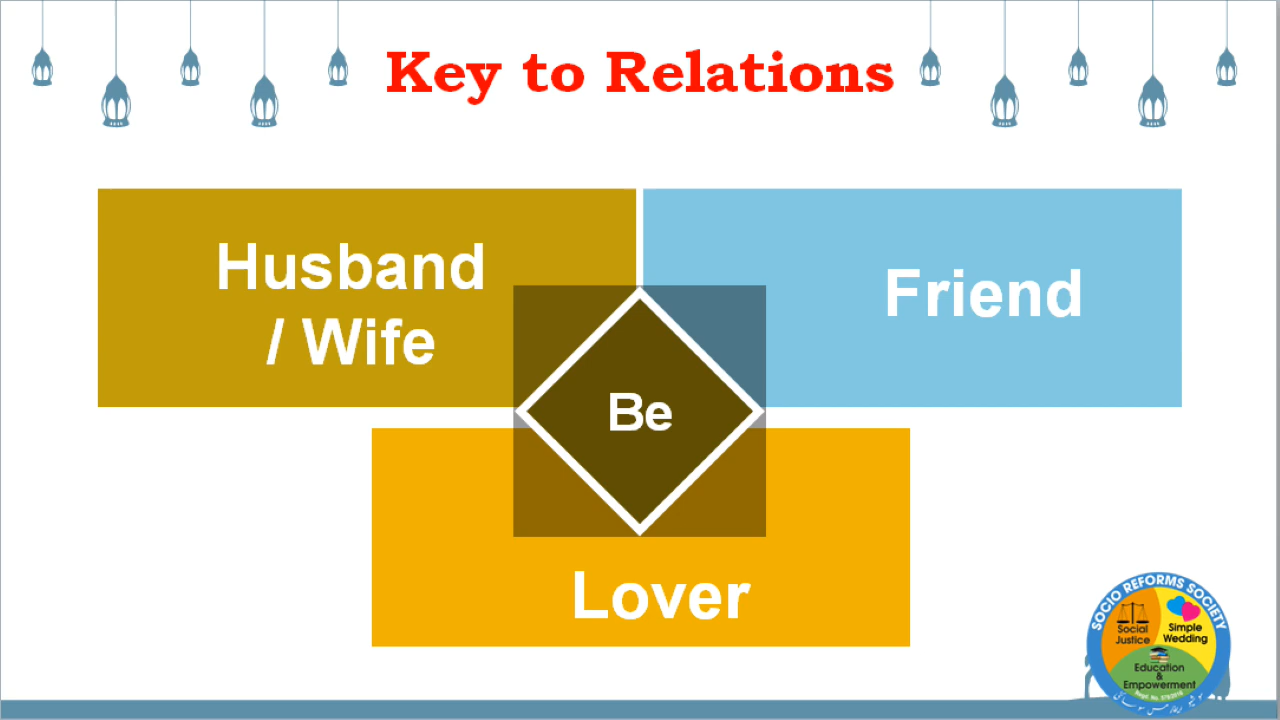 Key to Relations
Husband
/ Wife
Friend
Be
Lover
SOCIO REFORMS SOCIETY
Social
Justice
Simple
Wedding
Education
&
Empowerment